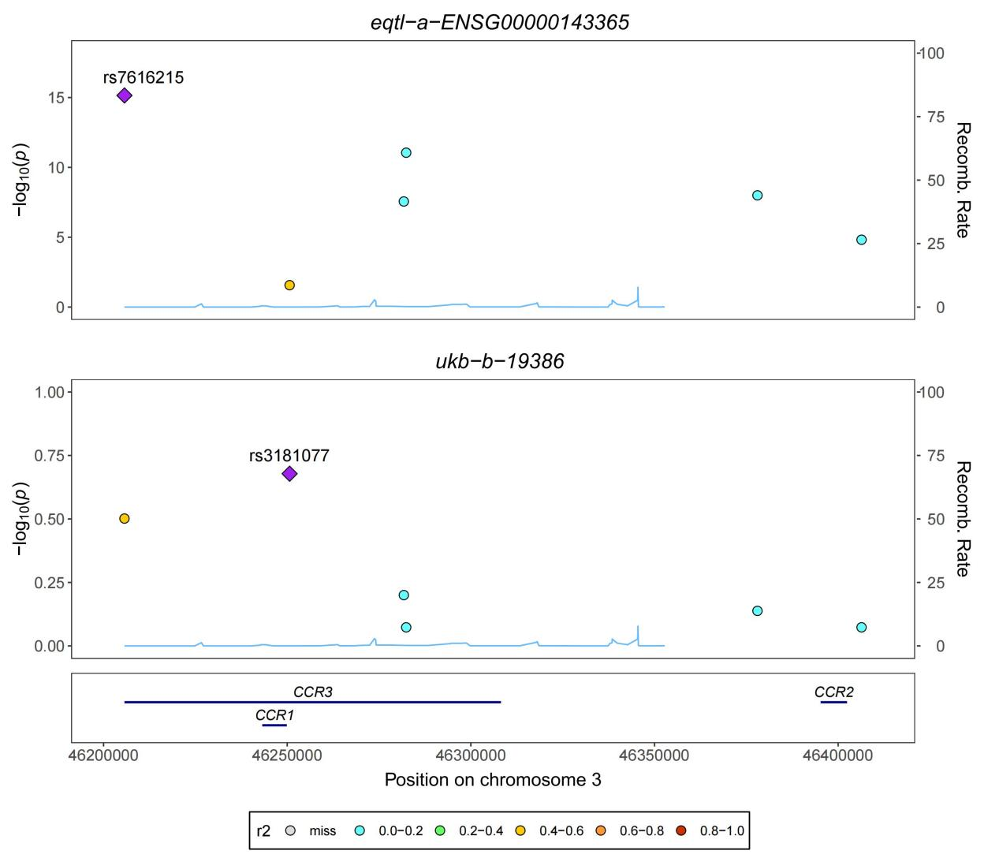 eqtl−a−ENSG00000143365
rs7616215
15
10
5
0
−log10(p)
100
75
50
25
0
Recomb. Rate
ukb−b−19386
rs3181077
1.00
0.75
0.50
0.25
0.00
−log10(p)
100
75
50
25
0
Recomb. Rate
CCR3
CCR2
CCR1
46200000 46250000 46300000 46350000 46400000
Position on chromosome 3
r2 miss 0.0−0.2 0.2−0.4 0.4−0.6 0.6−0.8 0.8−1.0